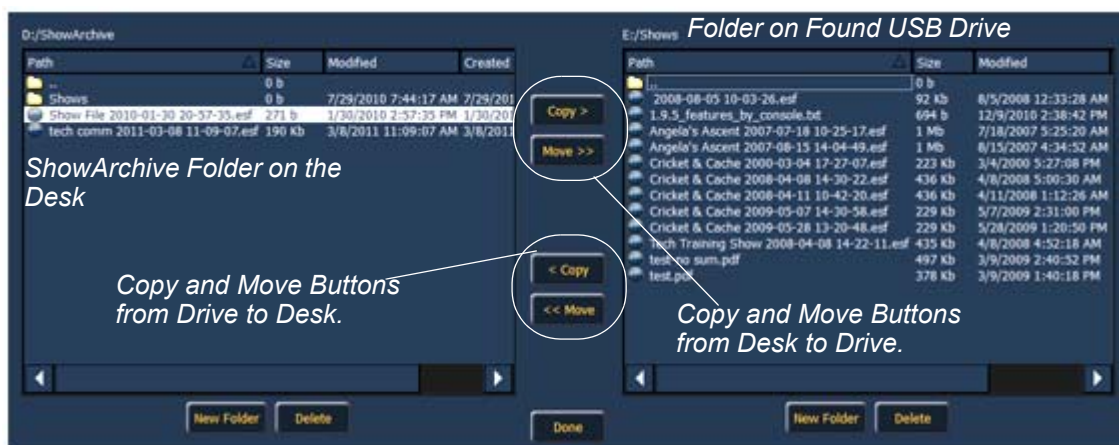 D:/ShowArchive
Path Size Modified Created
.. 0 b
Shows 0 b 7/29/2010 7:44:17 AM 7/29/201
Show File 2010-01-30 20-57-35.esf 271 b 1/30/2010 2:57:35 PM 1/30/201
tech comm 2011-03-08 11-09-07.esf 190 Kb 3/8/2011 11:09:07 AM 3/8/2011
ShowArchive Folder on the
Desk
Copy and Move Buttons
from Drive to Desk.
New Folder Delete
Copy >
Move >>
< Copy
<< Move
Done
E:/Shows
Folder on Found USB Drive
Path Size Modified
.. 0 b
2008-08-05 10-03-26.esf 92 Kb 8/5/2008 12:33:28 AM
1.9.5_features_by_console.txt 694 b 12/9/2010 2:38:42 PM
Angela's Ascent 2007-07-18 10-25-17.esf 1 Mb 7/18/2007 5:25:20 AM
Angela's Ascent 2007-08-15 14-04-49.esf 1 Mb 8/15/2007 4:34:52 AM
Cricket & Cache 2000-03-04 17-27-07.esf 223 Kb 3/4/2000 5:27:08 PM
Cricket & Cache 2008-04-08 14-30-22.esf 436 Kb 4/8/2008 5:00:30 AM
Cricket & Cache 2008-04-11 10-42-20.esf 436 Kb 4/11/2008 1:12:26 AM
Cricket & Cache 2009-05-07 14-30-58.esf 229 Kb 5/7/2009 2:31:00 PM
Cricket & Cache 2009-05-28 13-20-48.esf 229 Kb 5/28/2009 1:20:50 PM
Tech Training Show 2008-04-08 14-22-11.esf 435 Kb 4/8/2008 4:52:18 AM
test no sum.pdf 497 Kb 3/9/2009 2:40:52 PM
test.pdf 378 Kb 3/9/2009 1:40:18 PM
Copy and Move Buttons
from Desk to Drive.
New Folder Delete